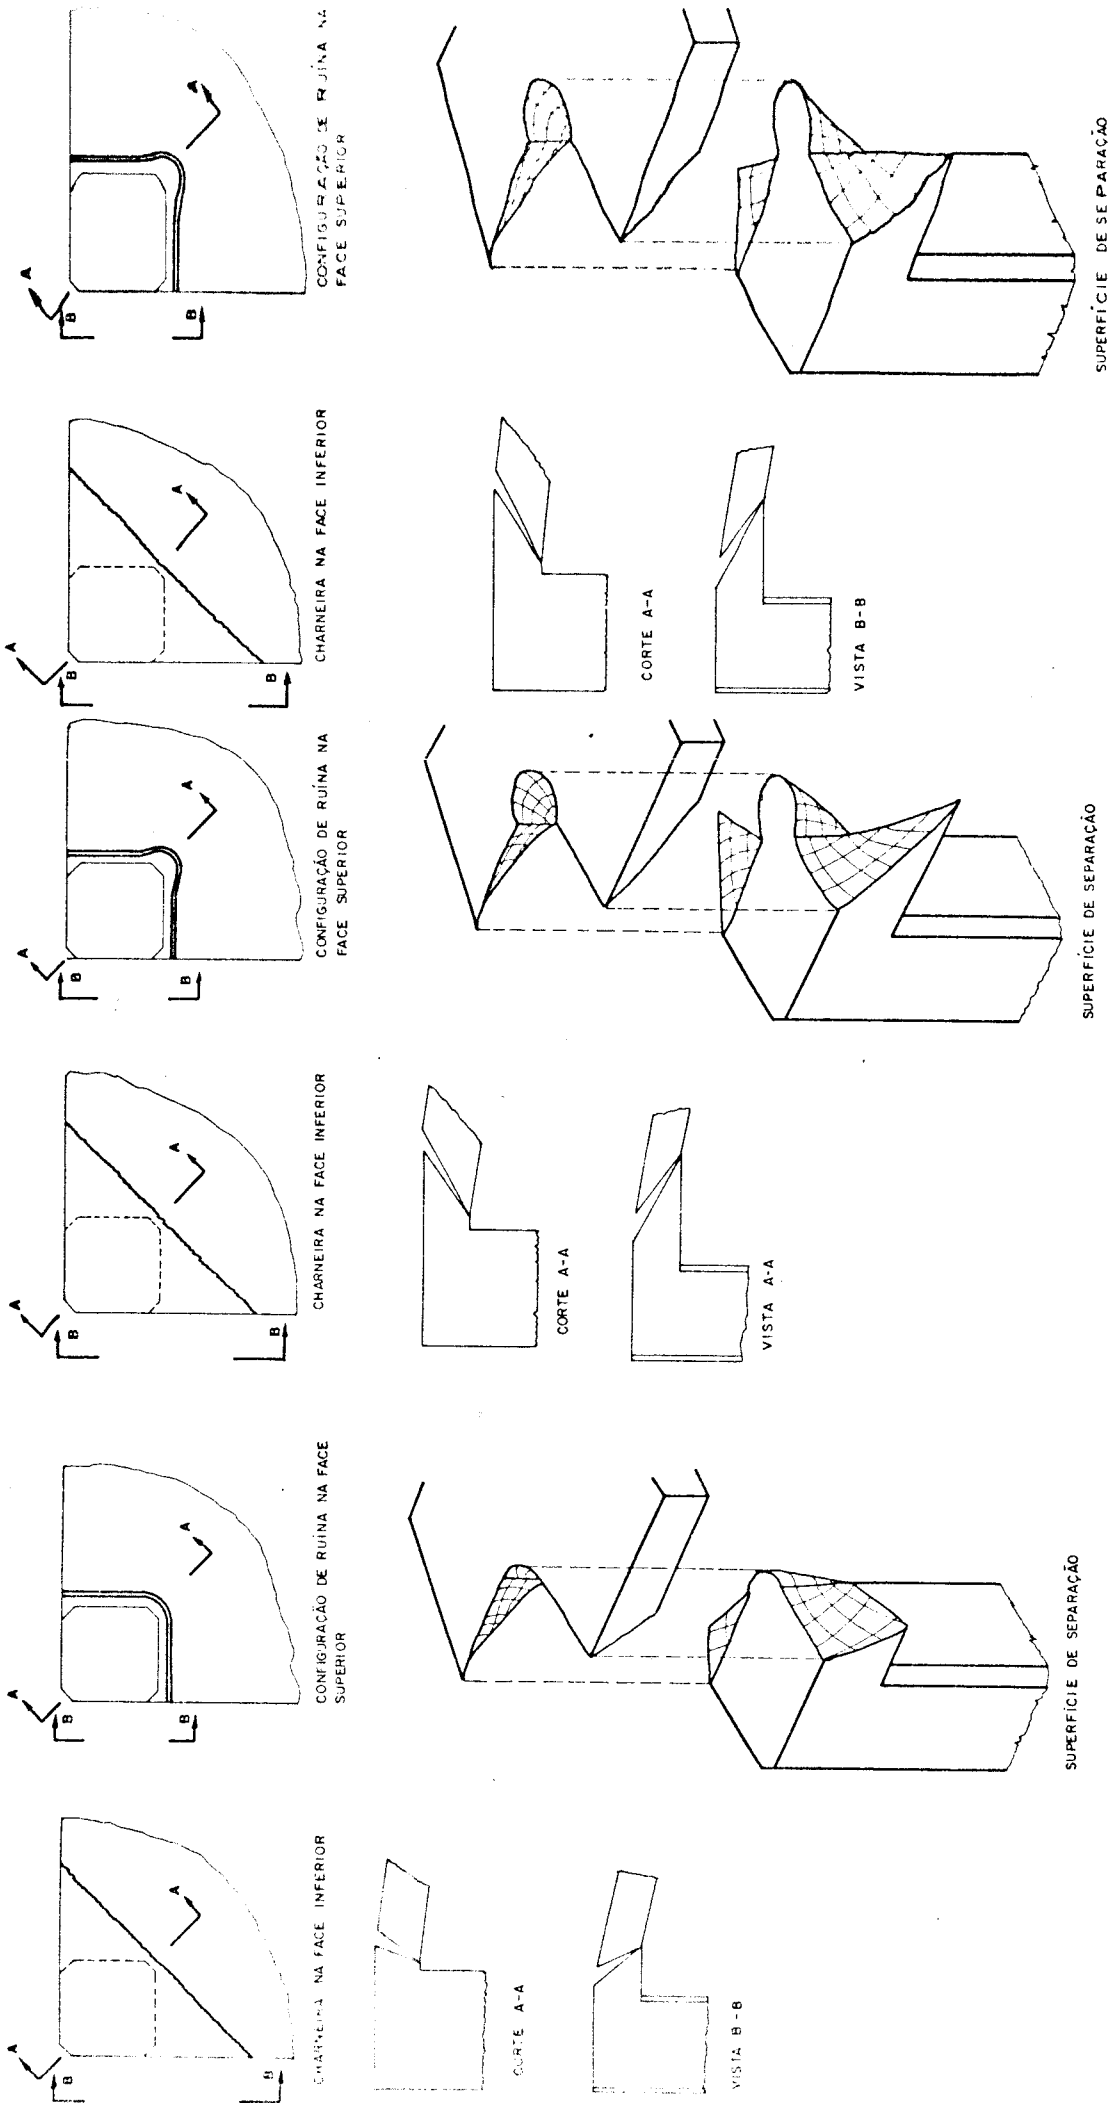 A
B
A
B
CHARNEIRA NA FACE INFERIOR
CORTE A-A
VISTA B-B
A
B
A
B
CONFIGURAÇÃO DE RUÍNA NA FACE
SUPERIOR
SUPERFÍCIE DE SEPARAÇÃO
A
B
A
B
CHARNEIRA NA FACE INFERIOR
CORTE A-A
VISTA A-A
A
B
A
B
CONFIGURAÇÃO DE RUÍNA NA
FACE SUPERIOR
SUPERFÍCIE DE SEPARAÇÃO
A
B
A
B
CHARNEIRA NA FACE INFERIOR
CORTE A-A
VISTA B-B
A
B
A
B
CONFIGURAÇÃO DE RUÍNA NA
FACE SUPERIOR
SUPERFÍCIE DE SEPARAÇÃO